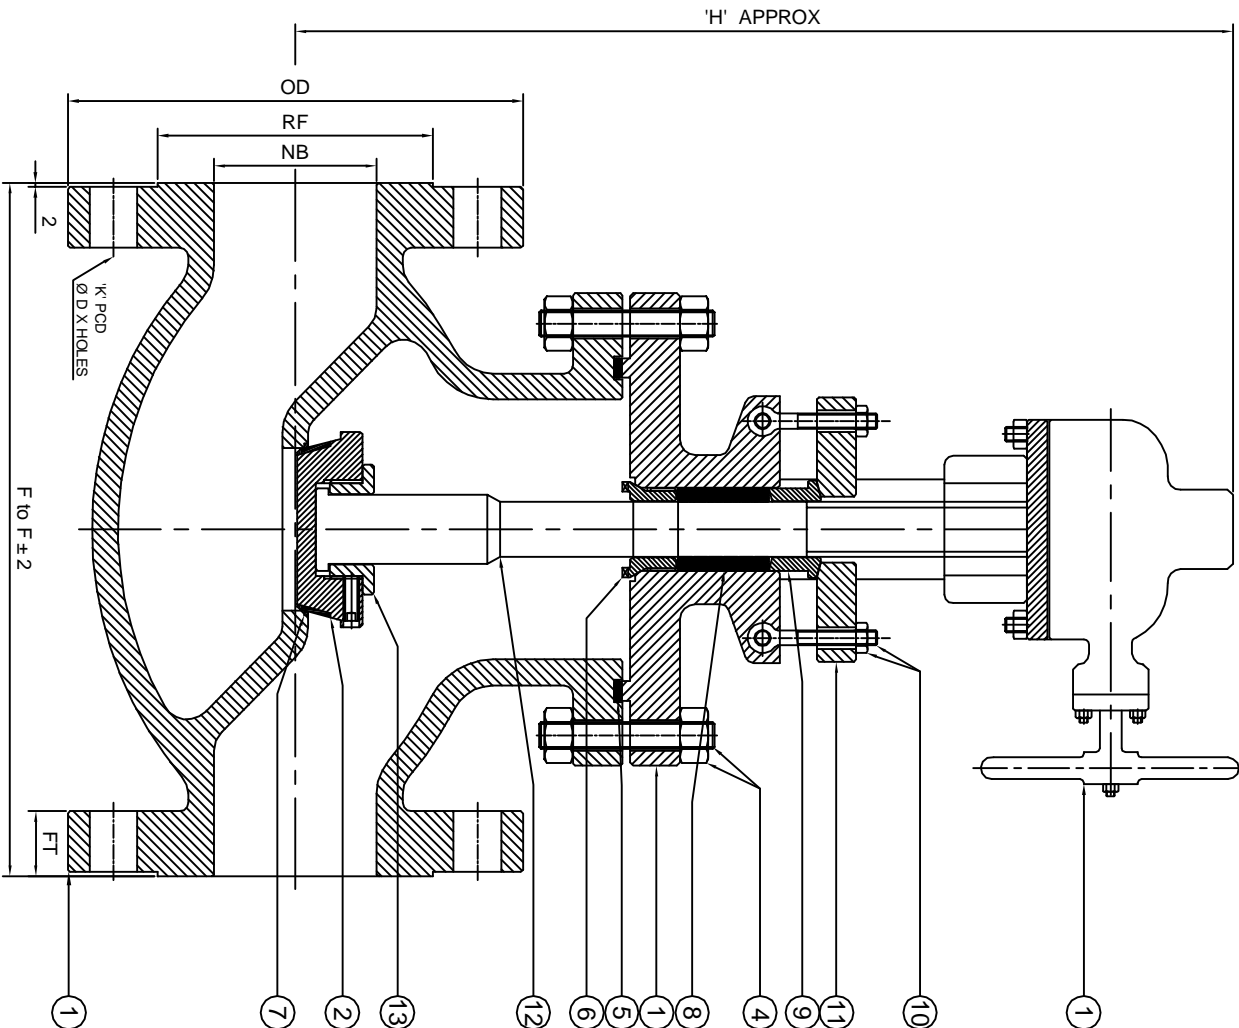 'H' APPROX
OD
RF
NB
2
'K' PCD
Ø D X HOLES
F to F ± 2
FT
1
7
2
13
12
6
5
1
8
4
9
11
10
1